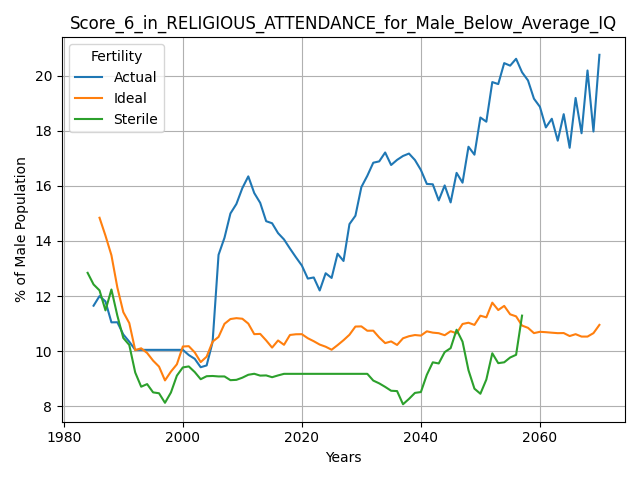 Score_6_in_RELIGIOUS_ATTENDANCE_for_Male_Below_Average_IQ
Fertility
Actual
Ideal
Sterile
% of Male Population
20
18
16
14
12
10
8
1980
2000
2020
2040
2060
Years